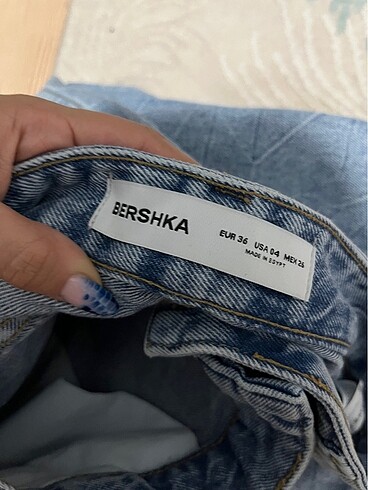 BERSHKA
EUR 36 USA 04 MEX 26
MADE IN EGYPT